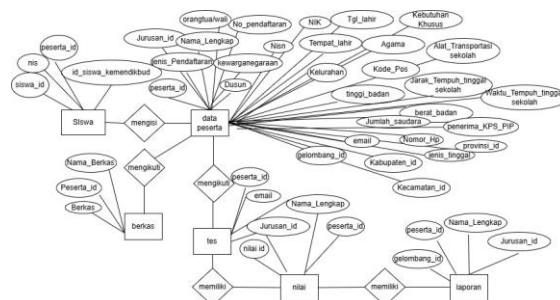 orangtua/wali
No_pendaftaran
NIK
Tgl_lahir
Kebutuhan
Khusus
Jurusan_id
Nama_Lengkap
Nisn
Tempat_lahir
Agama
Alat_Transportasi
sekolah
peserta_id
nis
id_siswa_kemendikbud
siswa_id
jenis_Pendaftaran
kewarganegaraan
Kelurahan
Kode_Pos
Jarak_Tempuh_tinggal
sekolah
peserta_id
Dusun
tinggi_badan
Waktu_Tempuh_tinggal
sekolah
SIswa
mengisi
data
peserta
berat_badan
Jumlah_saudara
penerima_KPS_PIP
email
Nomor_Hp
provinsi_id
jenis_tinggal
gelombang_id
Kabupaten_id
Kecamatan_id
Nama_Berkas
mengikuti
mengikuti
peserta_id
email
Peserta_id
Berkas
berkas
Nama_Lengkap
Jurusan_id
peserta_id
nilai id
tes
Nama_Lengkap
peserta_id
Jurusan_id
gelombang_id
memiliki
nilai
memiliki
laporan